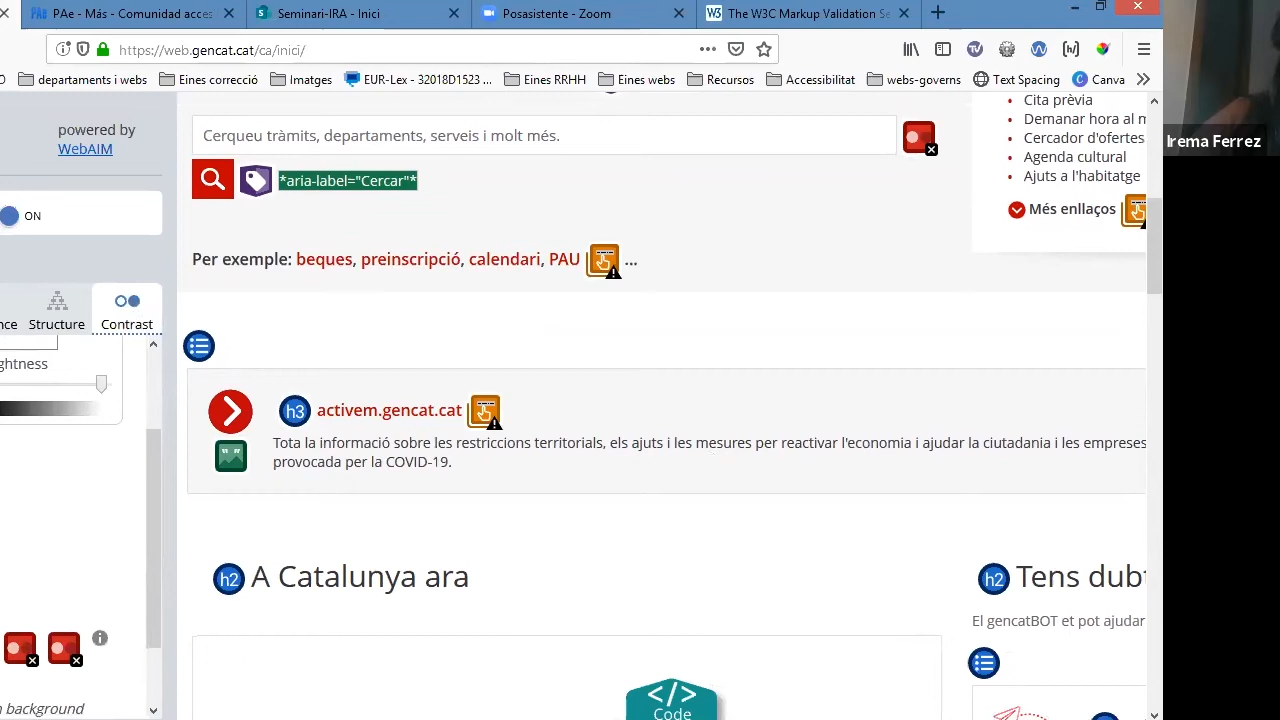 PAe - Más - Comunidad acces
Seminari-IRA - Inici
Posasistente - Zoom
The W3C Markup Validation Se
https://web.gencat.cat/ca/inici/
departaments i webs
Eines correcció
Imatges
EUR-Lex - 32018D1523 ...
Eines RRHH
Eines webs
Recursos
Accessibilitat
webs-governs
Text Spacing
Canva
powered by
WebAIM
ON
nce
Structure
Contrast
ghtness
n background
Cerqueu tràmits, departaments, serveis i molt més.
*aria-label="Cercar"*
Per exemple: beques, preinscripció, calendari, PAU ...
Cita prèvia
Demanar hora al m
Cercador d'ofertes
Agenda cultural
Ajuts a l'habitatge
Més enllaços
h3 activem.gencat.cat
Tota la informació sobre les restriccions territorials, els ajuts i les mesures per reactivar l'economia i ajudar la ciutadania i les empreses
provocada per la COVID-19.
h2 A Catalunya ara
</> Code
h2 Tens dub
El gencatBOT et pot ajudar
Irema Ferrez